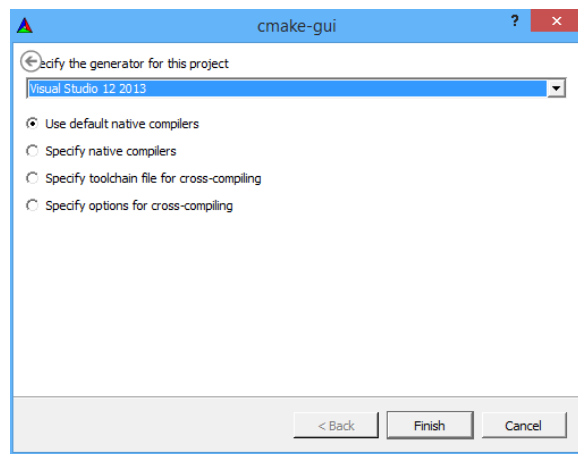 cmake-gui
?
ecify the generator for this project
Visual Studio 12 2013
Use default native compilers
Specify native compilers
Specify toolchain file for cross-compiling
Specify options for cross-compiling
< Back Finish Cancel